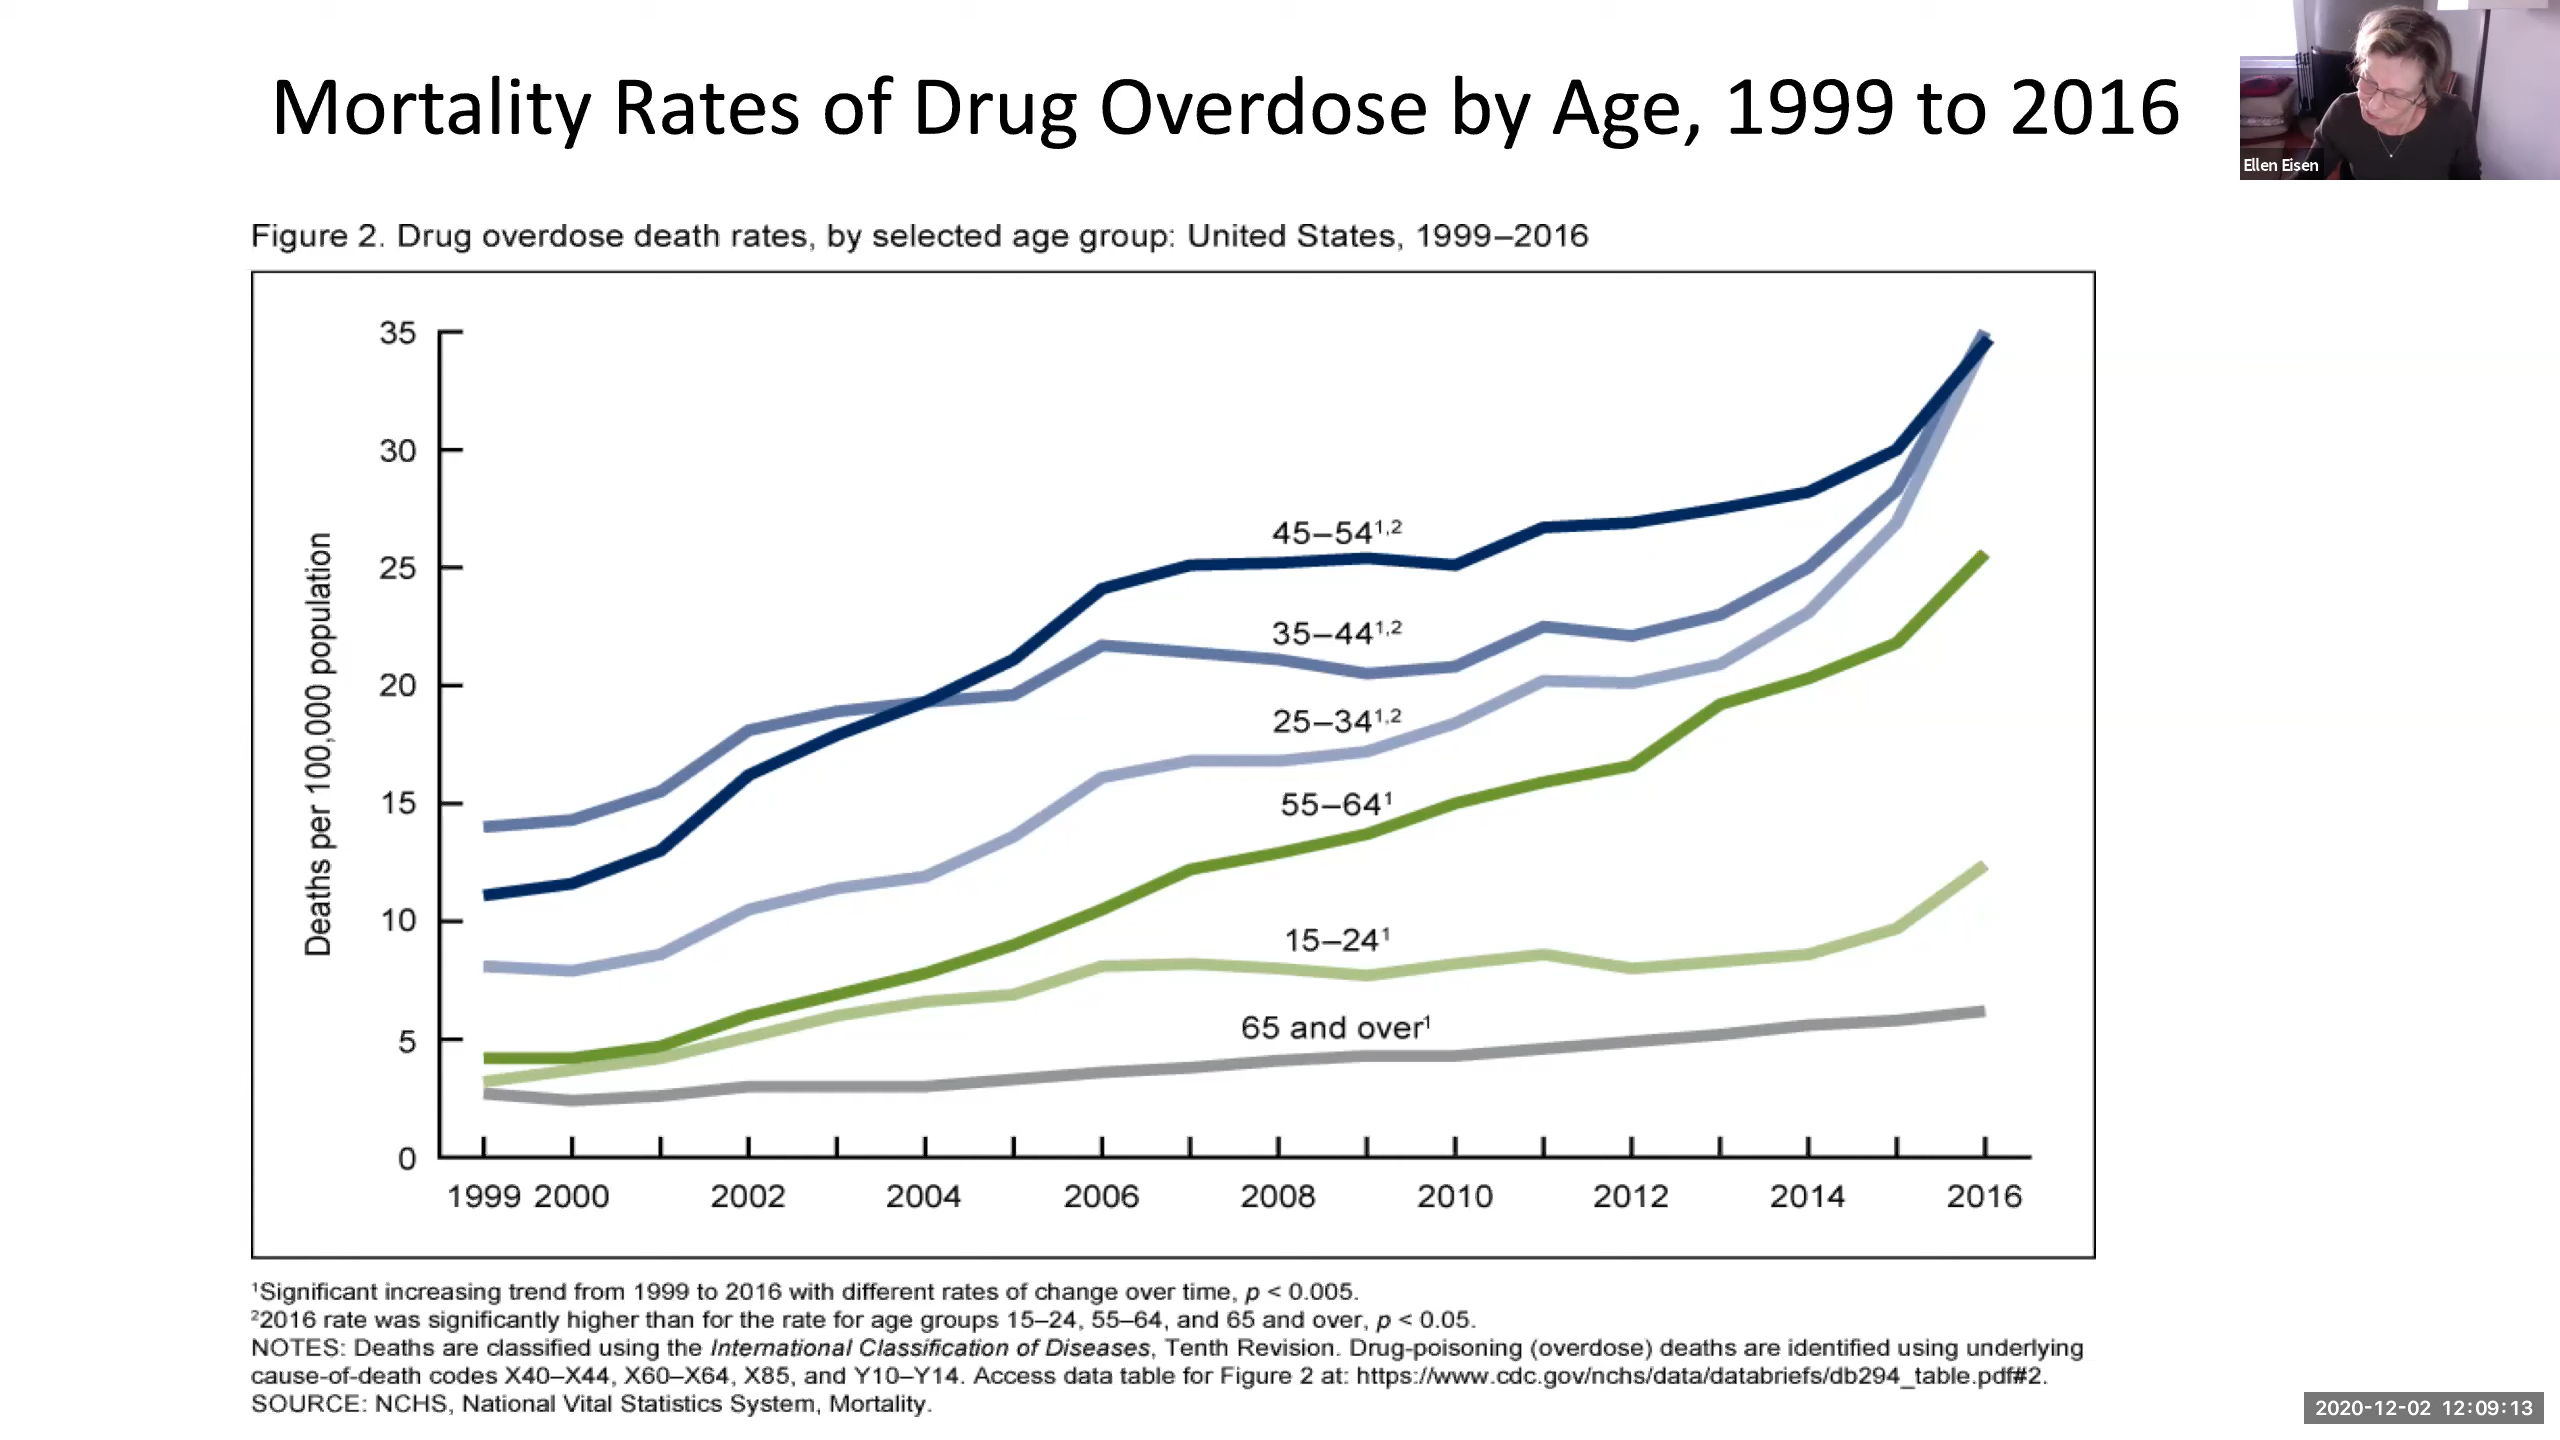 Mortality Rates of Drug Overdose by Age, 1999 to 2016
Ellen Eisen
Figure 2. Drug overdose death rates, by selected age group: United States, 1999–2016
Deaths per 100,000 population
35
30
25
20
15
10
5
0
45–54¹,²
35–44¹,²
25–34¹,²
55–64¹
15–24¹
65 and over¹
1999 2000 2002 2004 2006 2008 2010 2012 2014 2016
¹Significant increasing trend from 1999 to 2016 with different rates of change over time, p < 0.005.
²2016 rate was significantly higher than for the rate for age groups 15–24, 55–64, and 65 and over, p < 0.05.
NOTES: Deaths are classified using the International Classification of Diseases, Tenth Revision. Drug-poisoning (overdose) deaths are identified using underlying
cause-of-death codes X40–X44, X60–X64, X85, and Y10–Y14. Access data table for Figure 2 at: https://www.cdc.gov/nchs/data/databriefs/db294_table.pdf#2.
SOURCE: NCHS, National Vital Statistics System, Mortality.
2020-12-02 12:09:13